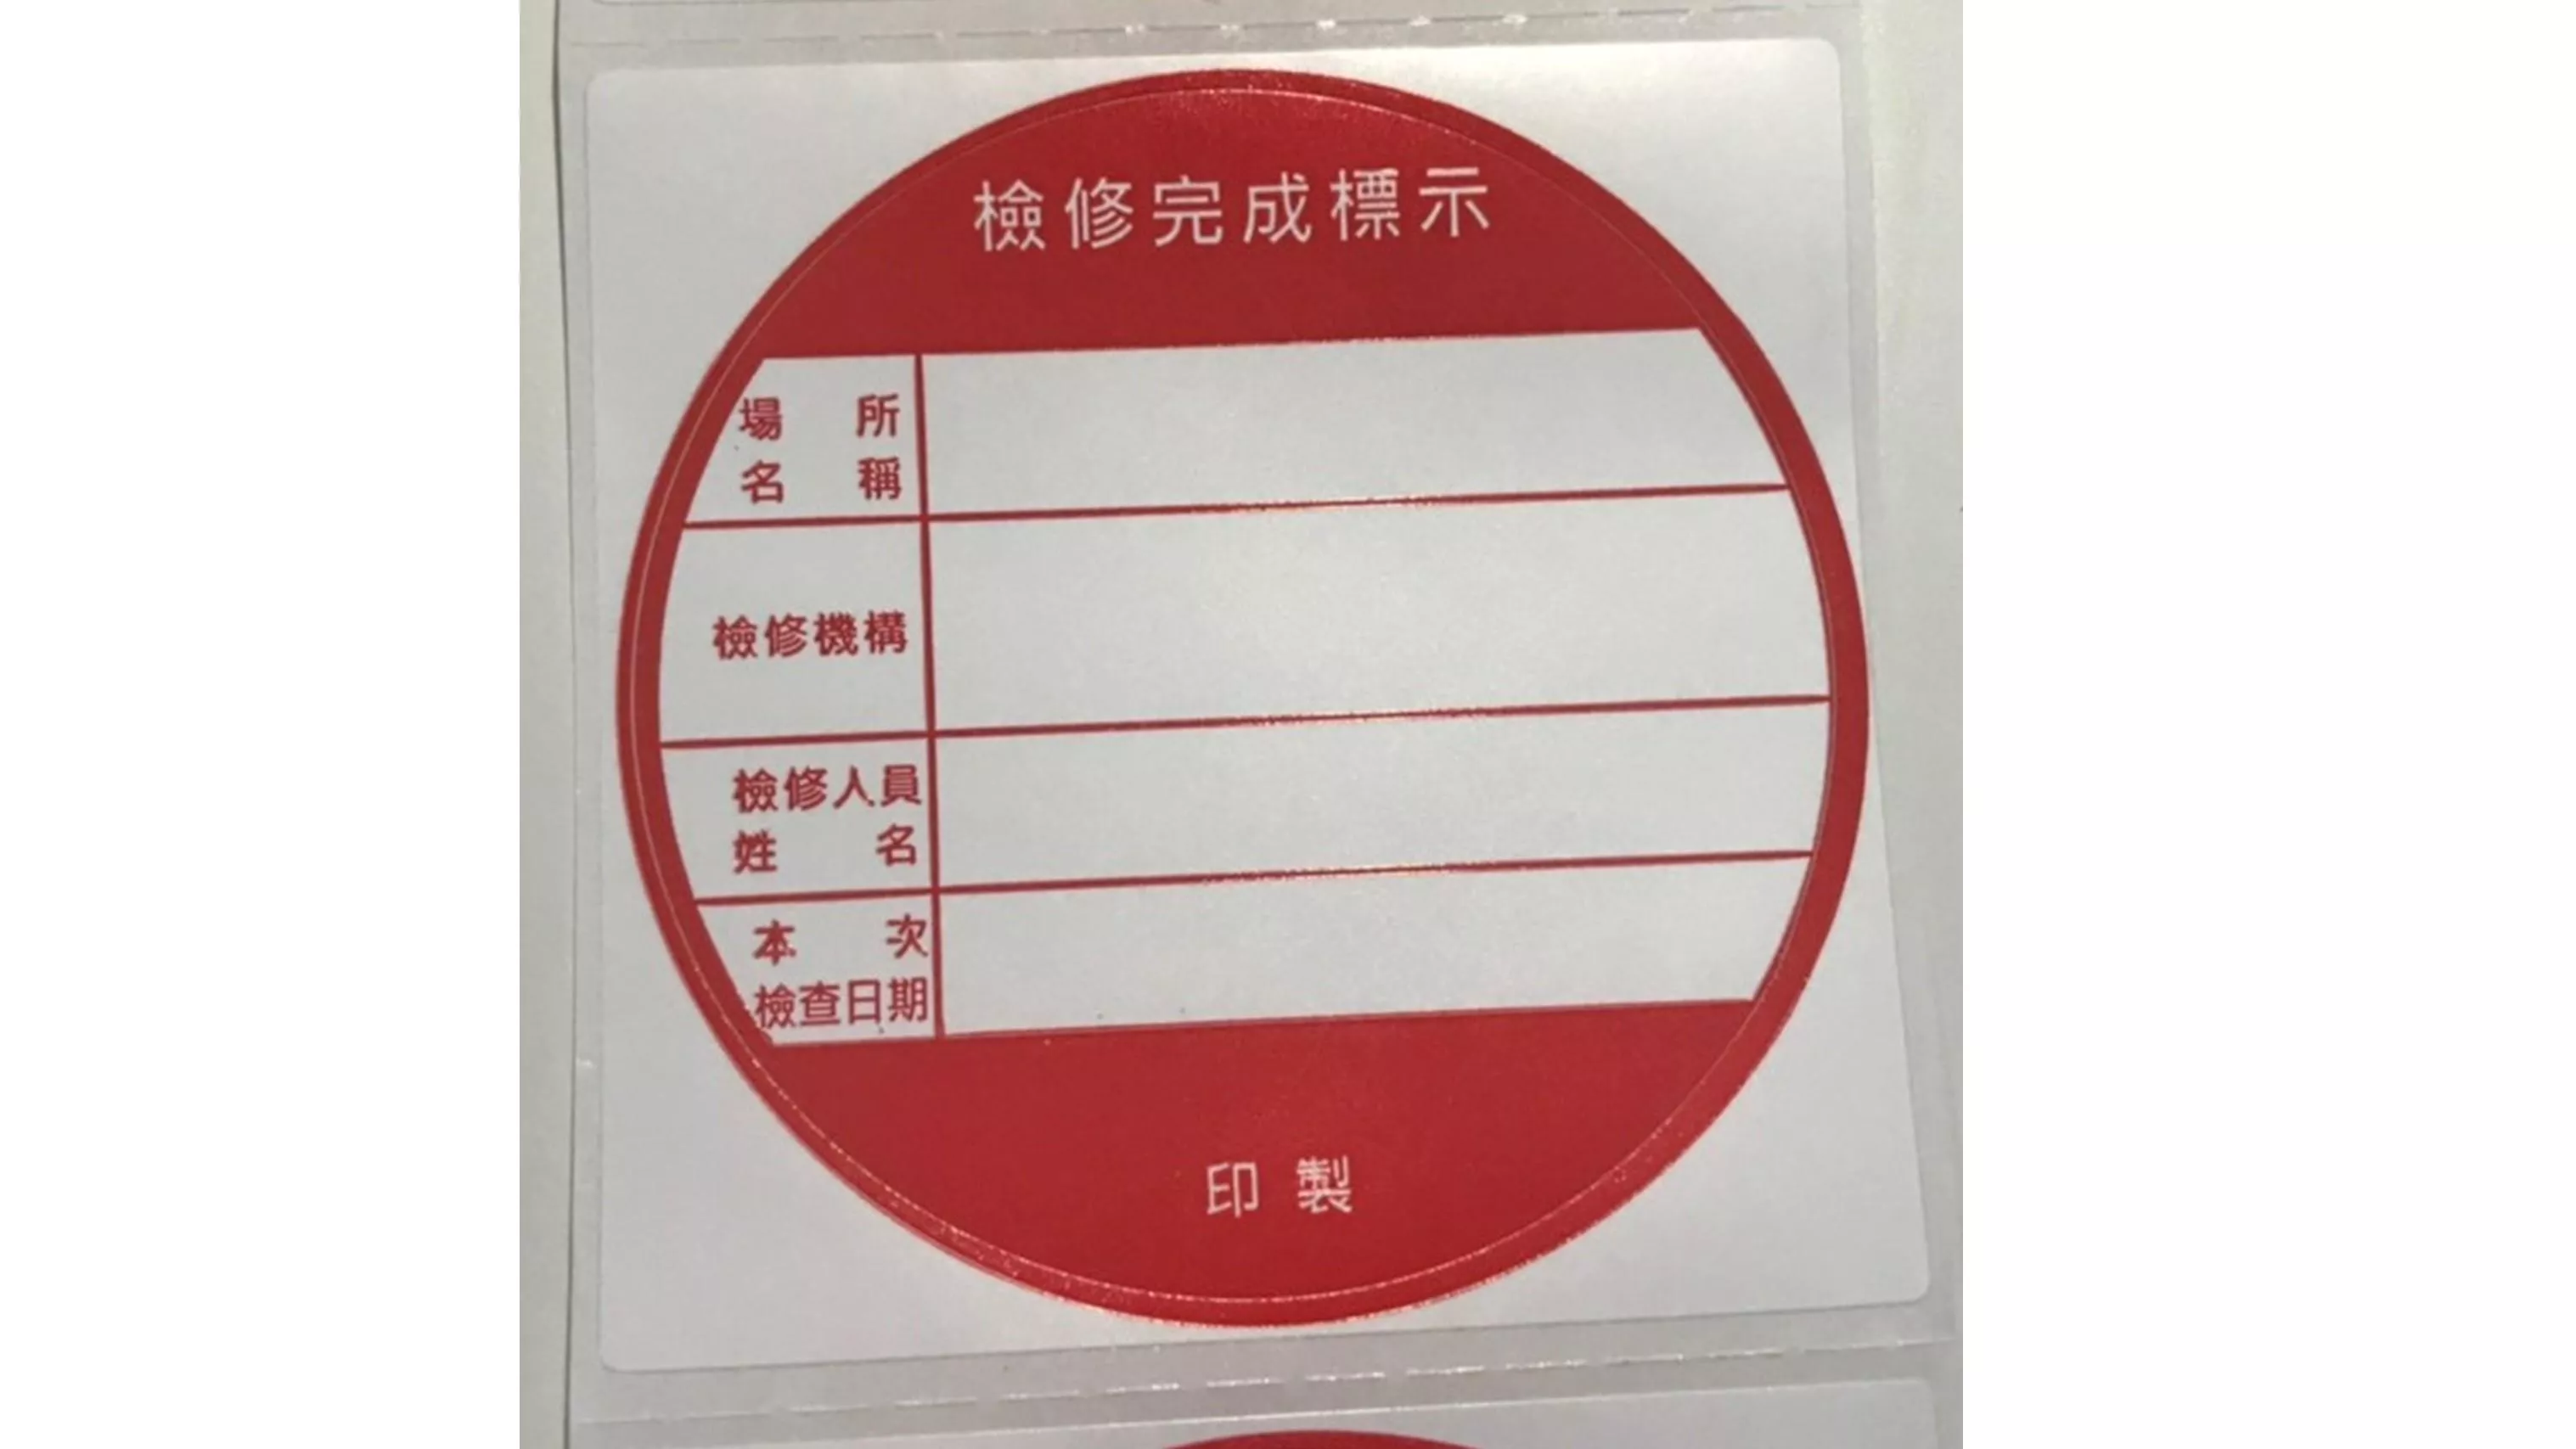 檢修完成標示
場所
名稱
檢修機構
檢修人員
姓名
本次
檢查日期
印製